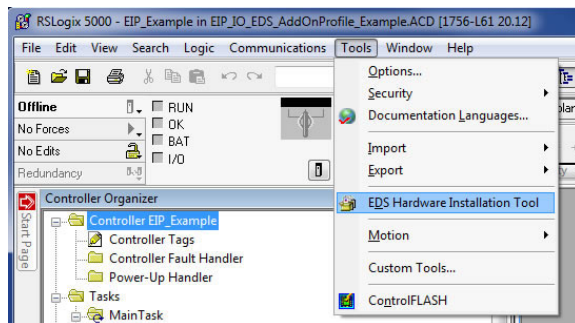 RSLogix 5000 - EIP_Example in EIP_IO_EDS_AddOnProfile_Example.ACD [1756-L61 20.12]
File Edit View Search Logic Communications Tools Window Help
Options...
Security
Documentation Languages...
Import
Export
EDS Hardware Installation Tool
Motion
Custom Tools...
ControlFLASH
Offline
RUN
No Forces
OK
BAT
No Edits
I/O
Redundancy
Start Page
Controller Organizer
Controller EIP_Example
Controller Tags
Controller Fault Handler
Power-Up Handler
Tasks
MainTask